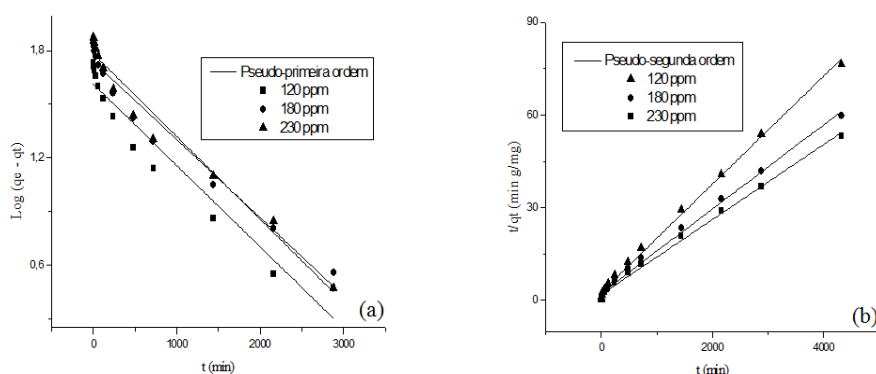 Log (qe - qt)
1,8
1,2
0,6
0
1000
2000
3000
t (min)
Pseudo-primeira ordem
120 ppm
180 ppm
230 ppm
(a)
t/qt (min g/mg)
90
60
30
0
0
2000
4000
t (min)
Pseudo-segunda ordem
120 ppm
180 ppm
230 ppm
(b)